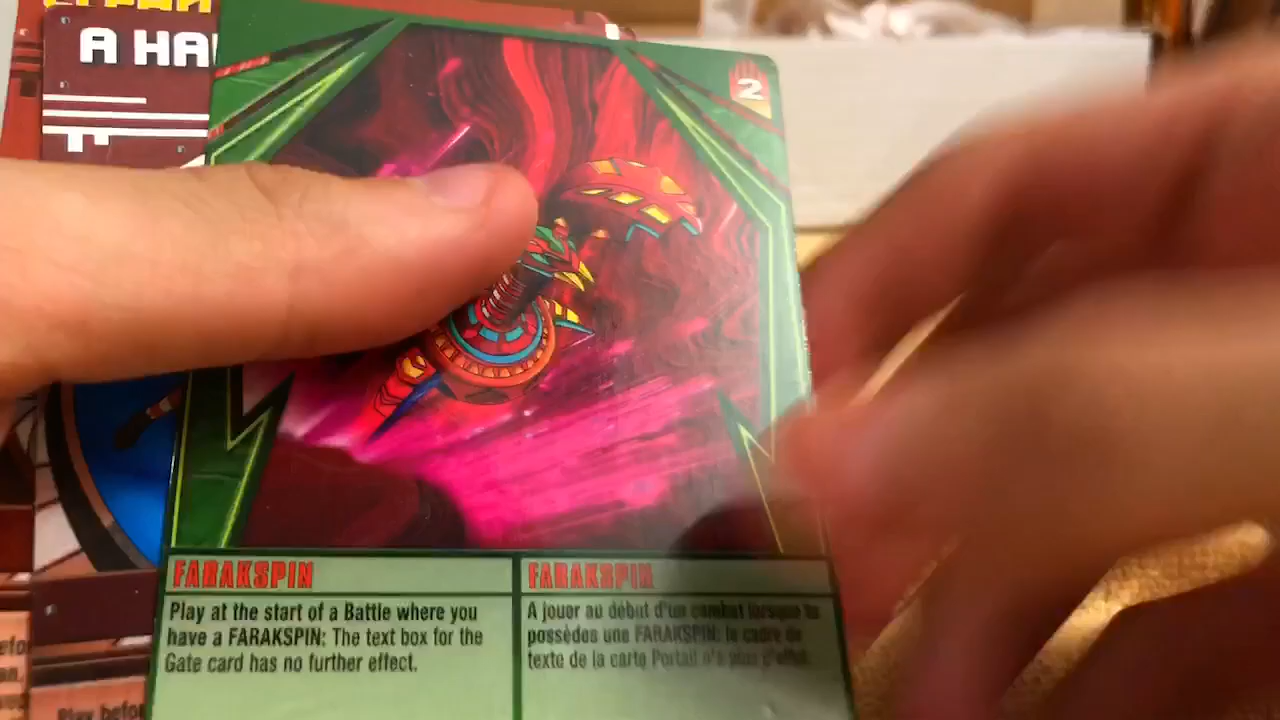 A HA
2
FARAKSPIN
Play at the start of a Battle where you
have a FARAKSPIN: The text box for the
Gate card has no further effect.
FARAKSPIN
A jouer au début d'un combat lorsque tu
possèdes une FARAKSPIN: le cadre de
texte de la carte Portail n'a plus d'effet.
Play before